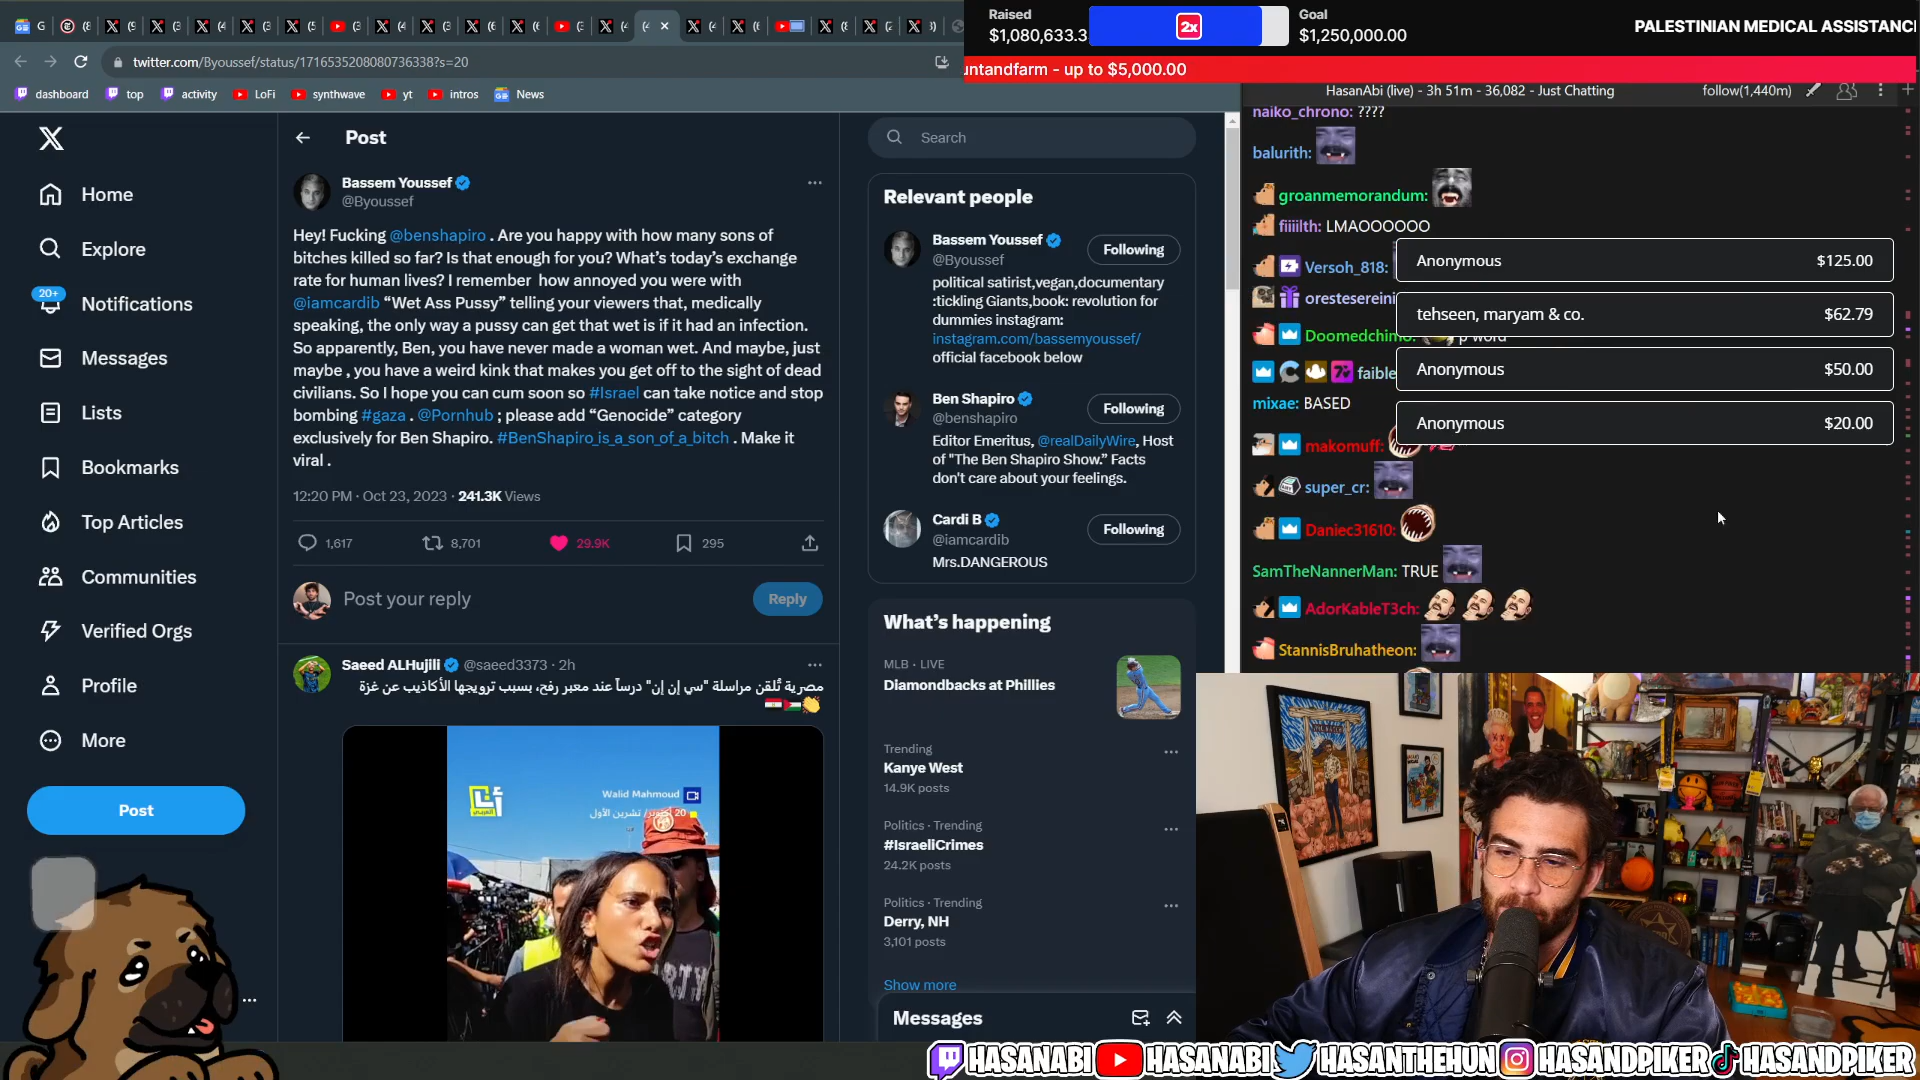 twitter.com/Byoussef/status/1716535208080736338?s=20
dashboard
top
activity
LoFi
synthwave
yt
intros
News
Raised
$1,080,633.3
2x
Goal
$1,250,000.00
PALESTINIAN MEDICAL ASSISTANC
untandfarm - up to $5,000.00
Home
Explore
20+
Notifications
Messages
Lists
Bookmarks
Top Articles
Communities
Verified Orgs
Profile
More
Post
Post
Bassem Youssef
@Byoussef
Hey! Fucking @benshapiro . Are you happy with how many sons of
bitches killed so far? Is that enough for you? What's today's exchange
rate for human lives? I remember how annoyed you were with
@iamcardib “Wet Ass Pussy” telling your viewers that, medically
speaking, the only way a pussy can get that wet is if it had an infection.
So apparently, Ben, you have never made a woman wet. And maybe, just
maybe , you have a weird kink that makes you get off to the sight of dead
civilians. So I hope you can cum soon so #Israel can take notice and stop
bombing #gaza . @Pornhub ; please add “Genocide” category
exclusively for Ben Shapiro. #BenShapiro_is_a_son_of_a_bitch . Make it
viral .
12:20 PM · Oct 23, 2023 · 241.3K Views
1,617
8,701
29.9K
295
Post your reply
Reply
Saeed ALHujili @saeed3373 · 2h
مصرية تُلقن مراسلة "سي إن إن" درساً عند معبر رفح، بسبب ترويجها الأكاذيب عن غزة
أنا
العربي
Walid Mahmoud
20 أكتوبر/ تشرين الأول
Search
Relevant people
Bassem Youssef
@Byoussef
Following
political satirist,vegan,documentary
:tickling Giants,book: revolution for
dummies instagram:
instagram.com/bassemyoussef/
official facebook below
Ben Shapiro
@benshapiro
Following
Editor Emeritus, @realDailyWire, Host
of "The Ben Shapiro Show.” Facts
don't care about your feelings.
Cardi B
@iamcardib
Following
Mrs.DANGEROUS
What's happening
MLB · LIVE
Diamondbacks at Phillies
Trending
Kanye West
14.9K posts
Politics · Trending
#IsraeliCrimes
24.2K posts
Politics · Trending
Derry, NH
3,101 posts
Show more
Messages
HasanAbi (live) - 3h 51m - 36,082 - Just Chatting
follow(1,440m)
naiko_chrono: ????
balurith:
groanmemorandum:
fiiiilth: LMAOOOOOO
Versoh_818:
orestesereini
Doomedchimo: p word
faible
mixae: BASED
makomuff:
super_cr:
Daniec31610:
SamTheNannerMan: TRUE
AdorKableT3ch:
StannisBruhatheon:
Anonymous $125.00
tehseen, maryam & co. $62.79
Anonymous $50.00
Anonymous $20.00
HASANABI HASANABI HASANTHEHUN HASANDPIKER HASANDPIKER